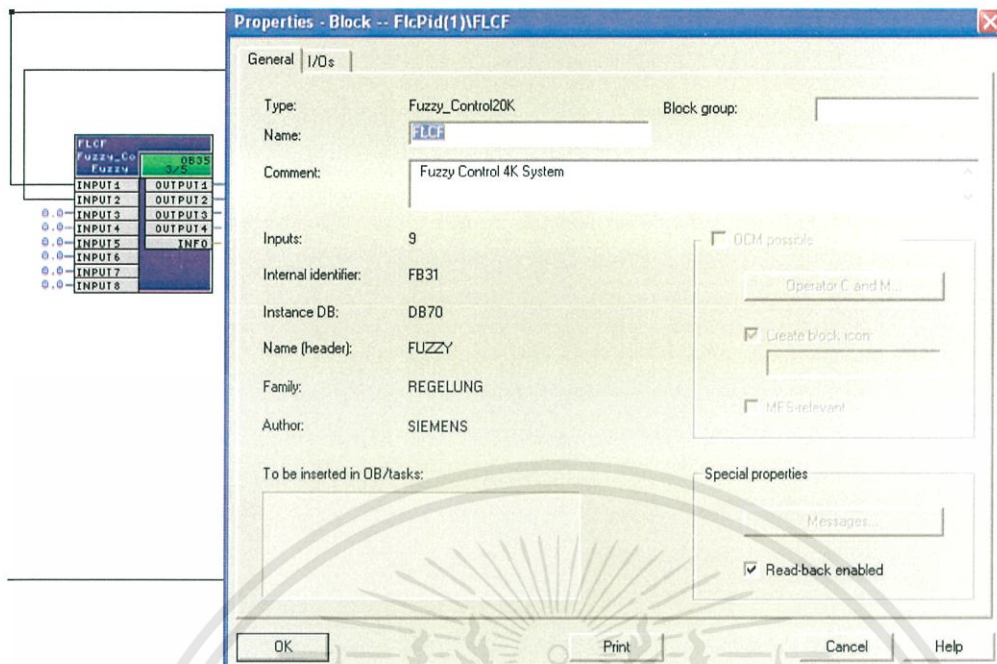 Properties - Block -- FlcPid(1)\FLCF
General
I/Os
Type:
Fuzzy_Control20K
Block group:
Name:
FLCF
Comment:
Fuzzy Control 4K System
Inputs:
9
Internal identifier:
FB31
Instance DB:
DB70
Name (header):
FUZZY
Family:
REGELUNG
Author:
SIEMENS
To be inserted in OB/tasks:
OCM possible
Operator C and M...
Create block icon:
MES-relevant
Special properties
Messages...
Read-back enabled
OK
Print
Cancel
Help
FLCF
Fuzzy_Co
Fuzzy
OB35
3/5
INPUT1 OUTPUT1
INPUT2 OUTPUT2
0.0 INPUT3 OUTPUT3
0.0 INPUT4 OUTPUT4
0.0 INPUT5 INFO
0.0 INPUT6
0.0 INPUT7
0.0 INPUT8